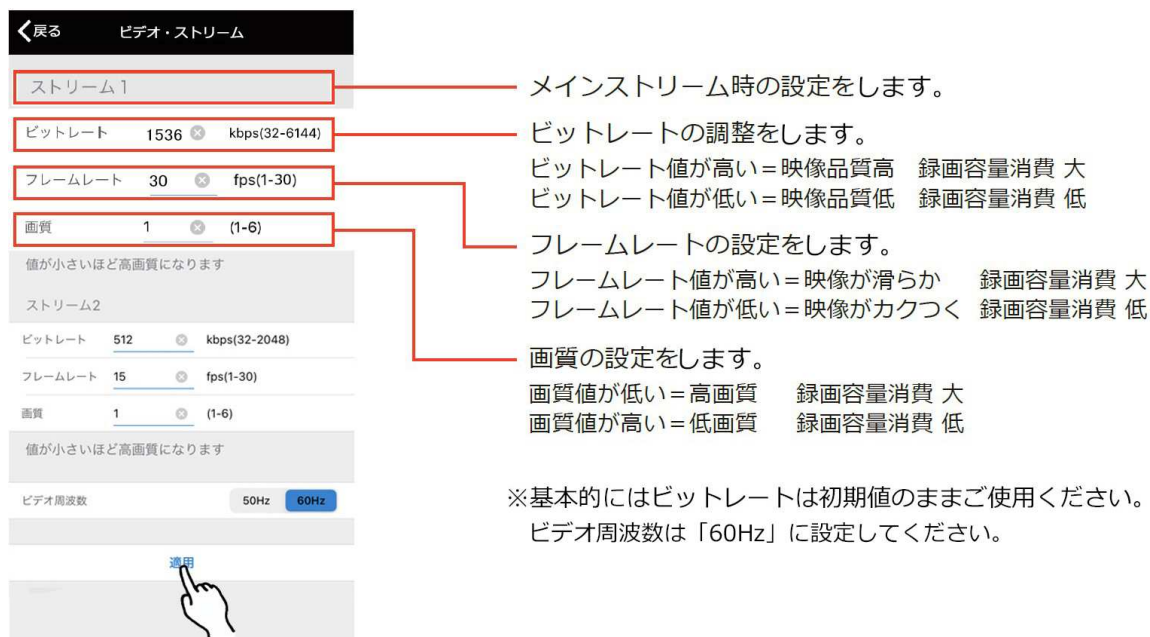 戻る ビデオ・ストリーム
ストリーム1
ビットレート 1536 kbps(32-6144)
フレームレート 30 fps(1-30)
画質 1 (1-6)
値が小さいほど高画質になります
ストリーム2
ビットレート 512 kbps(32-2048)
フレームレート 15 fps(1-30)
画質 1 (1-6)
値が小さいほど高画質になります
ビデオ周波数 50Hz 60Hz
適用
メインストリーム時の設定をします。
ビットレートの調整をします。
ビットレート値が高い＝映像品質高 録画容量消費 大
ビットレート値が低い＝映像品質低 録画容量消費 低
フレームレートの設定をします。
フレームレート値が高い＝映像が滑らか 録画容量消費 大
フレームレート値が低い＝映像がカクつく 録画容量消費 低
画質の設定をします。
画質値が低い＝高画質 録画容量消費 大
画質値が高い＝低画質 録画容量消費 低
※基本的にはビットレートは初期値のままご使用ください。
ビデオ周波数は「60Hz」に設定してください。